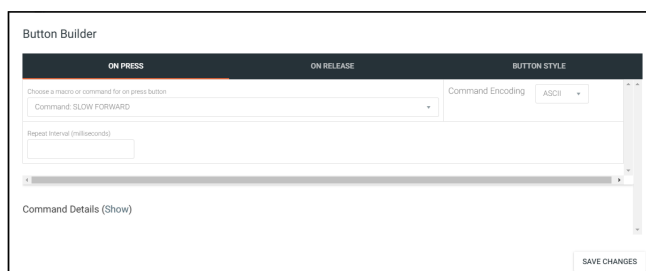 Button Builder
ON PRESS ON RELEASE BUTTON STYLE
Choose a macro or command for on press button
Command: SLOW FORWARD
Command Encoding ASCII
Repeat Interval (milliseconds)
Command Details (Show)
SAVE CHANGES